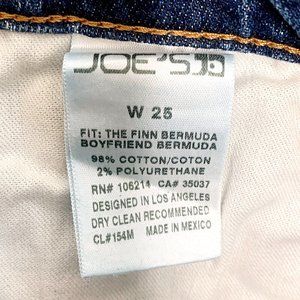 JOE'S
W 25
FIT: THE FINN BERMUDA
BOYFRIEND BERMUDA
98% COTTON/COTON
2% POLYURETHANE
RN# 106214 CA# 35037
DESIGNED IN LOS ANGELES
DRY CLEAN RECOMMENDED
CL#154M MADE IN MEXICO